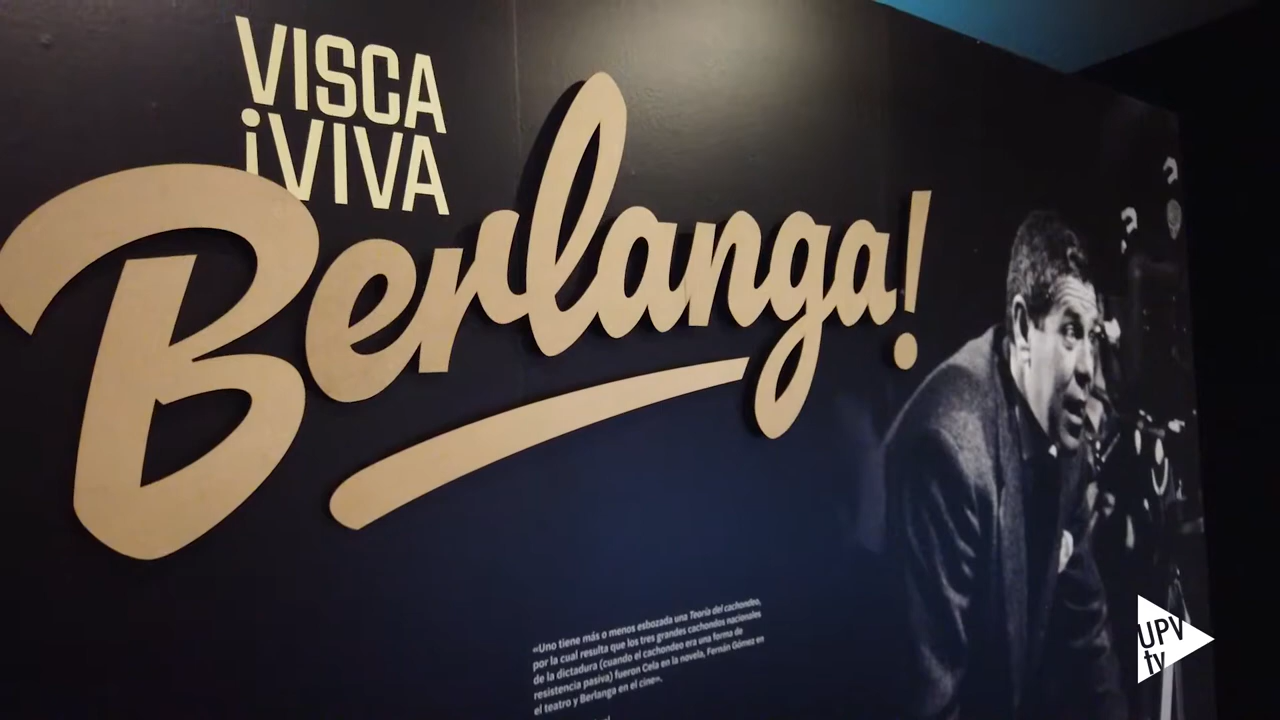 VISCA
¡VIVA
Berlanga!
«Uno tiene más o menos esbozada una Teoría del cachondeo,
por la cual resulta que los tres grandes cachondos nacionales
de la dictadura (cuando el cachondeo era una forma de
resistencia pasiva) fueron Cela en la novela, Fernán Gómez en
el teatro y Berlanga en el cine».
UPV
tv